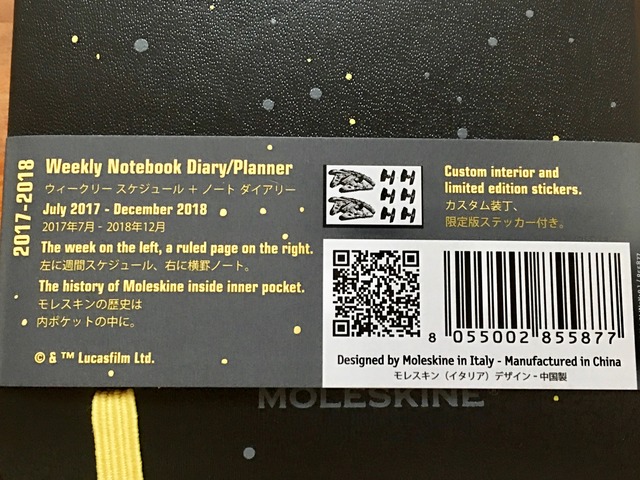 2017-2018
Weekly Notebook Diary/Planner
ウィークリー スケジュール + ノート ダイアリー
July 2017 - December 2018
2017年7月 - 2018年12月
The week on the left, a ruled page on the right.
左に週間スケジュール、右に横罫ノート。
The history of Moleskine inside inner pocket.
モレスキンの歴史は
内ポケットの中に。
© & ™ Lucasfilm Ltd.
Custom interior and
limited edition stickers.
カスタム装丁、
限定版ステッカー付き。
8 055002 855877
Designed by Moleskine in Italy - Manufactured in China
モレスキン（イタリア）デザイン - 中国製
MOLESKINE®